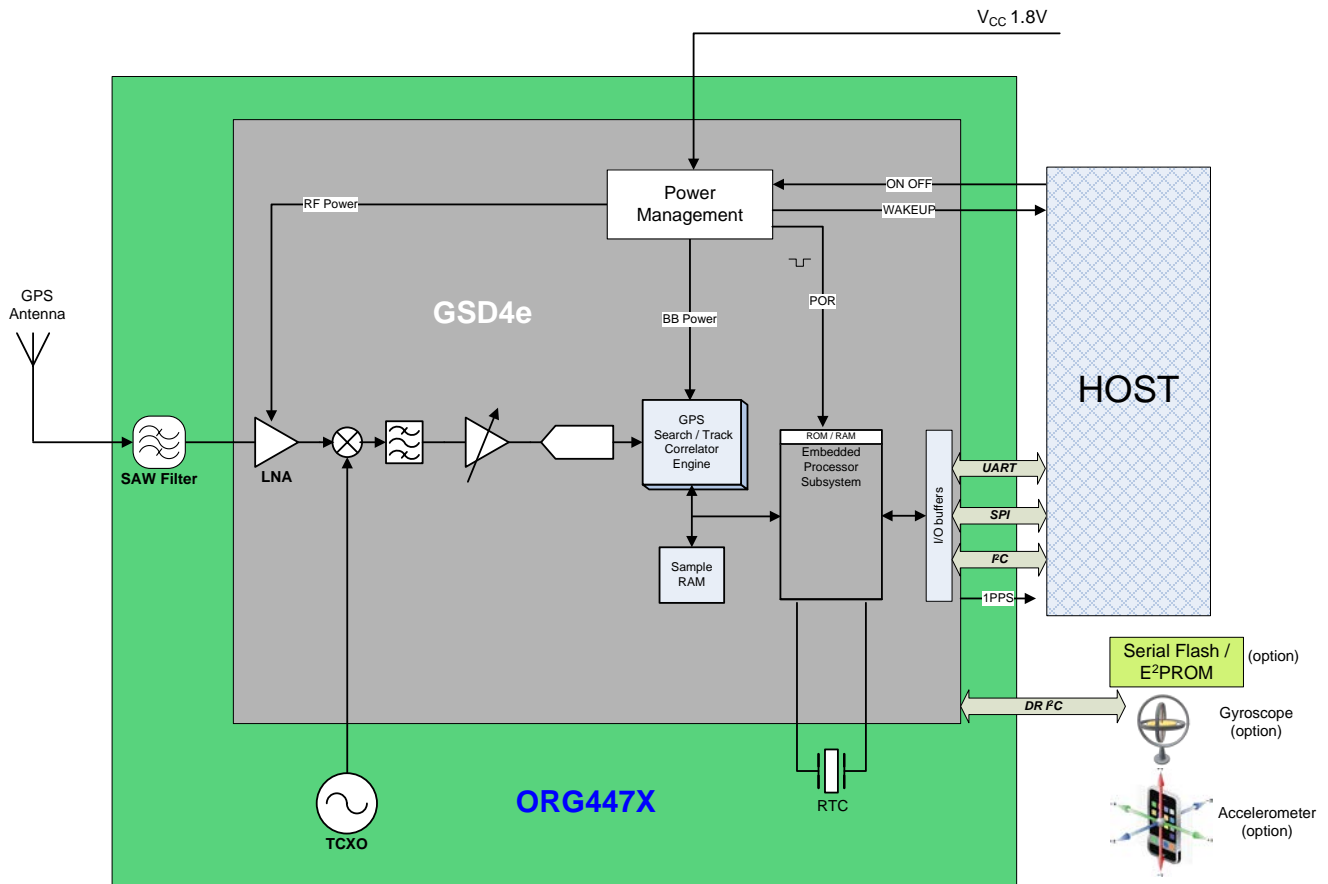 V_CC 1.8V
Power
Management
ON OFF
WAKEUP
RF Power
POR
BB Power
GSD4e
GPS
Antenna
HOST
GPS
Search / Track
Correlator
Engine
ROM / RAM
Embedded
Processor
Subsystem
I/O buffers
UART
SPI
I²C
1PPS
SAW Filter
LNA
Sample
RAM
Serial Flash /
E²PROM
(option)
DR I²C
Gyroscope
(option)
ORG447X
RTC
TCXO
Accelerometer
(option)